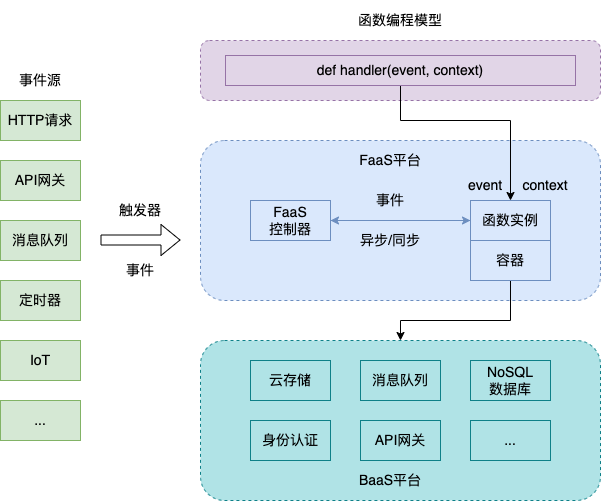 函数编程模型
def handler(event, context)
事件源
HTTP请求
API网关
消息队列
定时器
IoT
...
触发器
事件
FaaS平台
event
context
FaaS
控制器
事件
异步/同步
函数实例
容器
云存储
消息队列
NoSQL
数据库
身份认证
API网关
...
BaaS平台